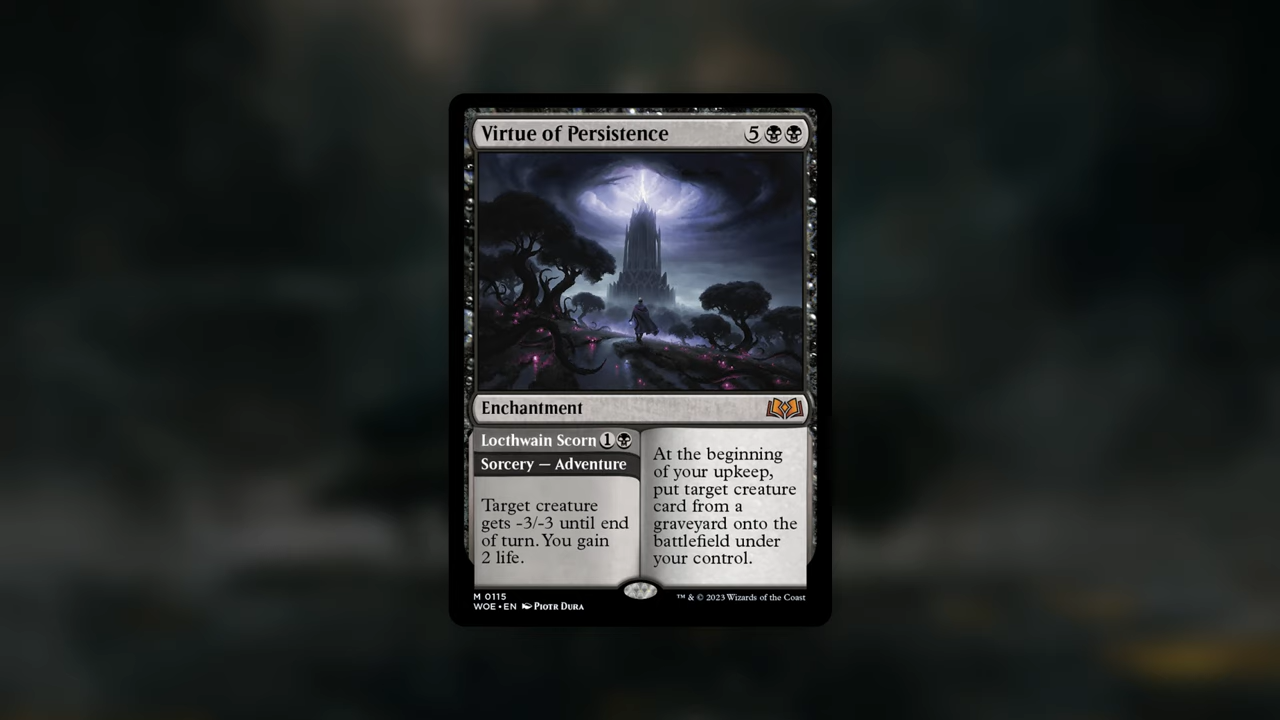 Virtue of Persistence 5
Enchantment
Locthwain Scorn 1
Sorcery — Adventure
Target creature
gets -3/-3 until end
of turn. You gain
2 life.
At the beginning
of your upkeep,
put target creature
card from a
graveyard onto the
battlefield under
your control.
M 0115
WOE • EN Piotr Dura
™ & © 2023 Wizards of the Coast